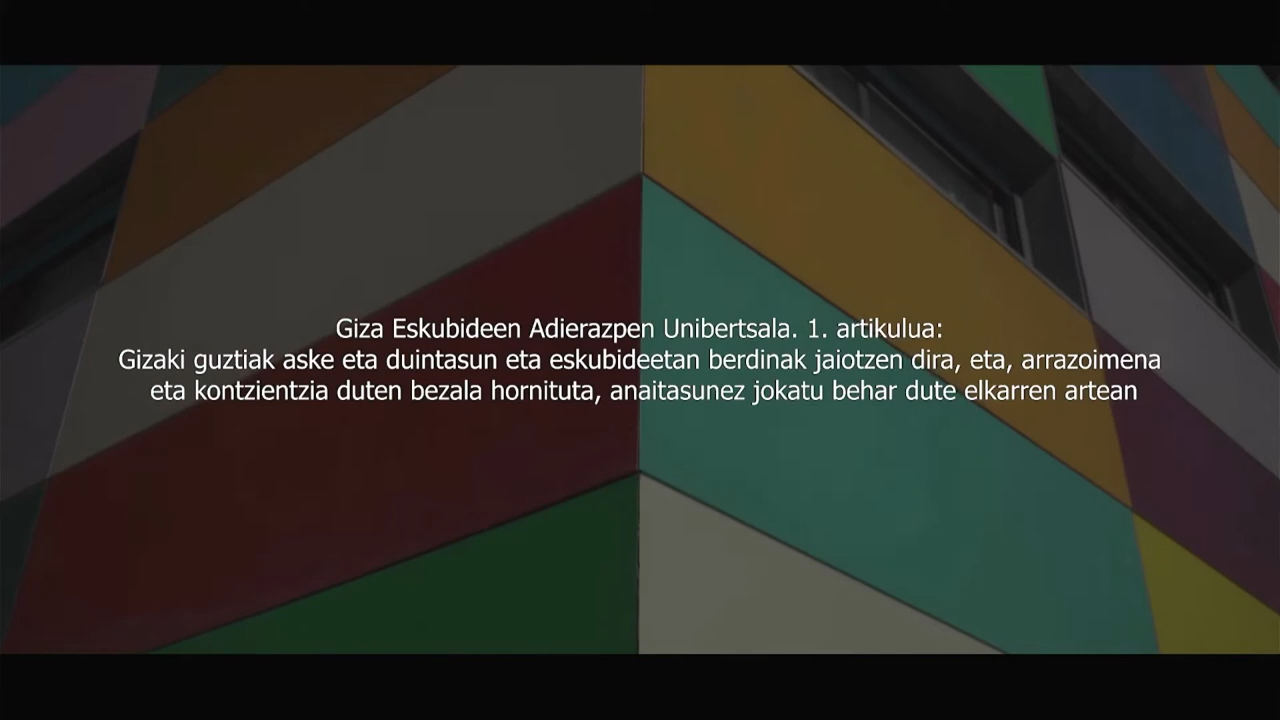 Giza Eskubideen Adierazpen Unibertsala. 1. artikulua:
Gizaki guztiak aske eta duintasun eta eskubideetan berdinak jaiotzen dira, eta, arrazoimena
eta kontzientzia duten bezala hornituta, anaitasunez jokatu behar dute elkarren artean